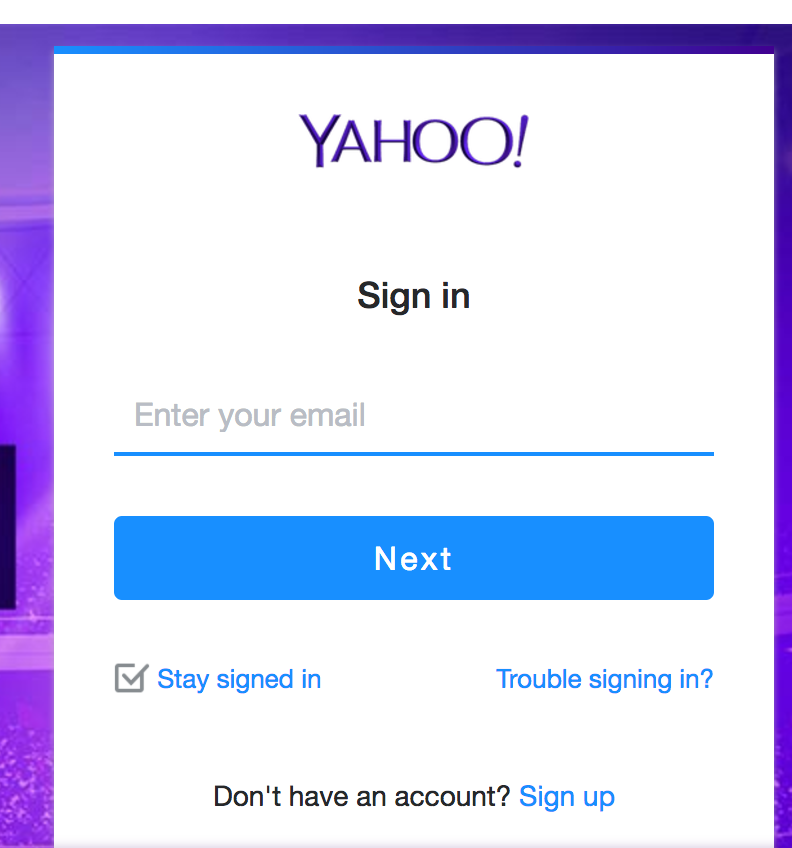 YAHOO!
Sign in
Enter your email
Next
Stay signed in
Trouble signing in?
Don't have an account? Sign up